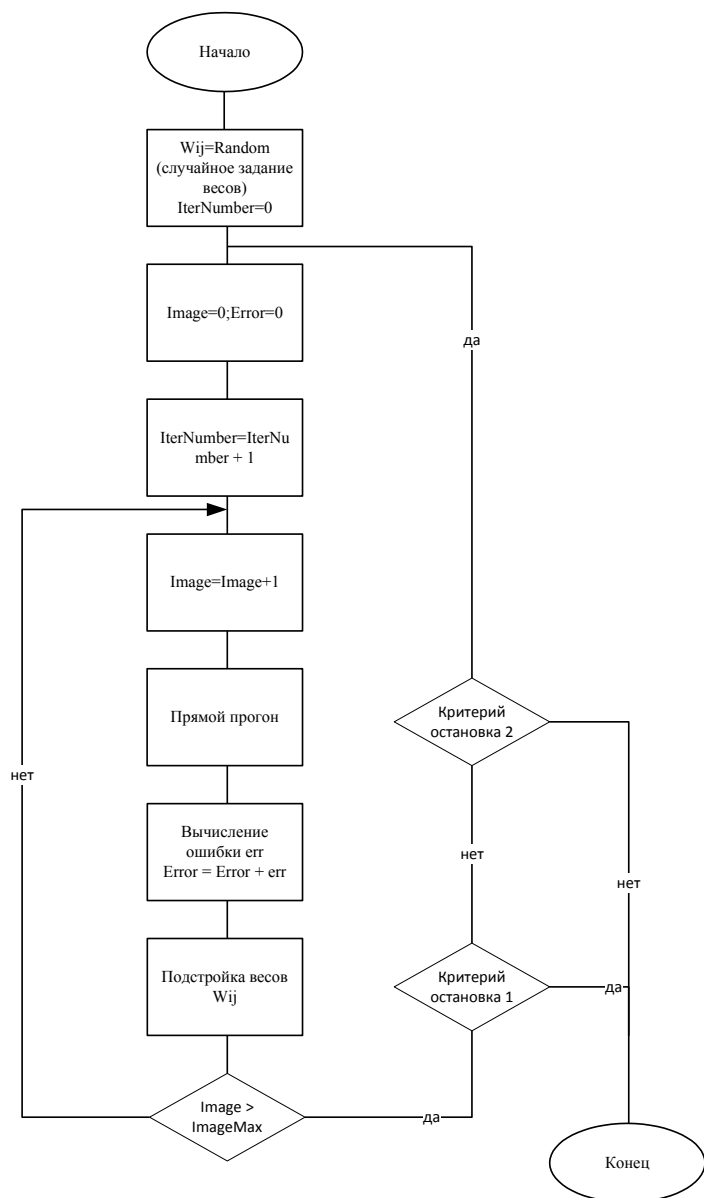 Начало
Wij=Random
(случайное задание
весов)
IterNumber=0
Image=0;Error=0
да
IterNumber=IterNu
mber + 1
Image=Image+1
Прямой прогон
Критерий
остановка 2
нет
Вычисление
ошибки err
Error = Error + err
нет
нет
Подстройка весов
Wij
Критерий
остановка 1
да
Image >
ImageMax
да
Конец